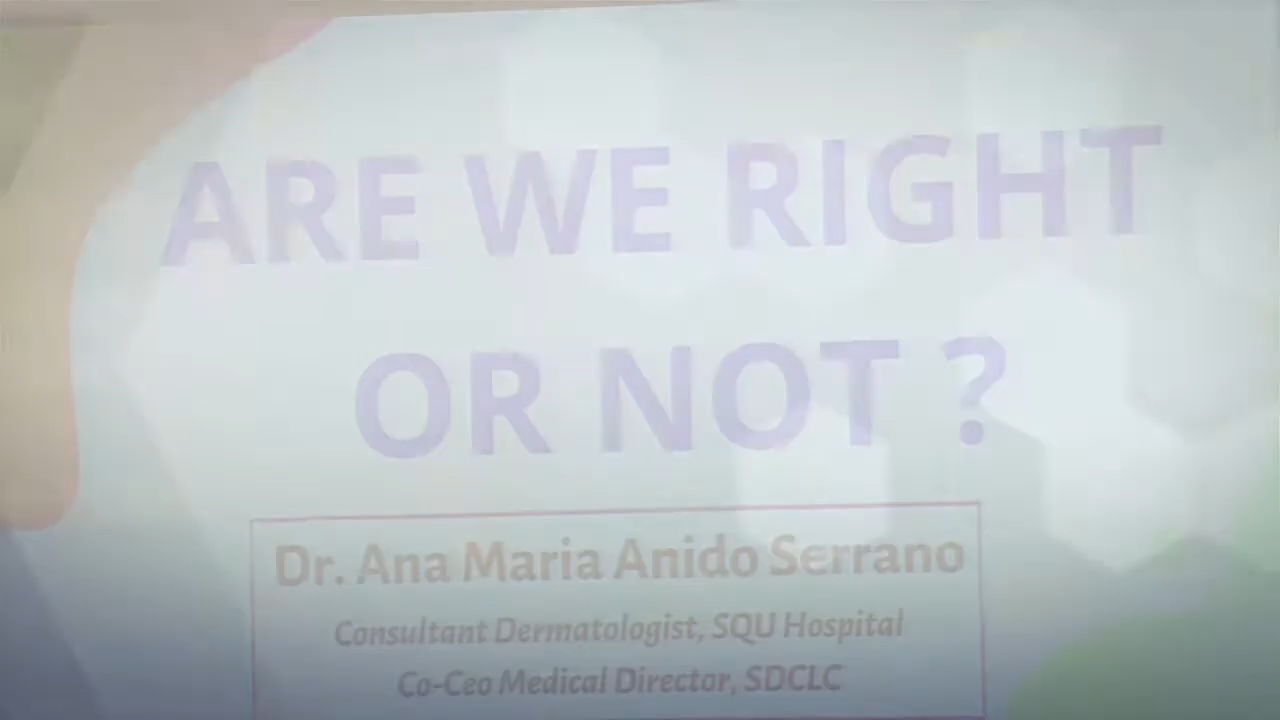 ARE WE RIGHT
OR NOT ?
Dr. Ana Maria Anido Serrano
Consultant Dermatologist, SQU Hospital
Co-Ceo Medical Director, SDCLC